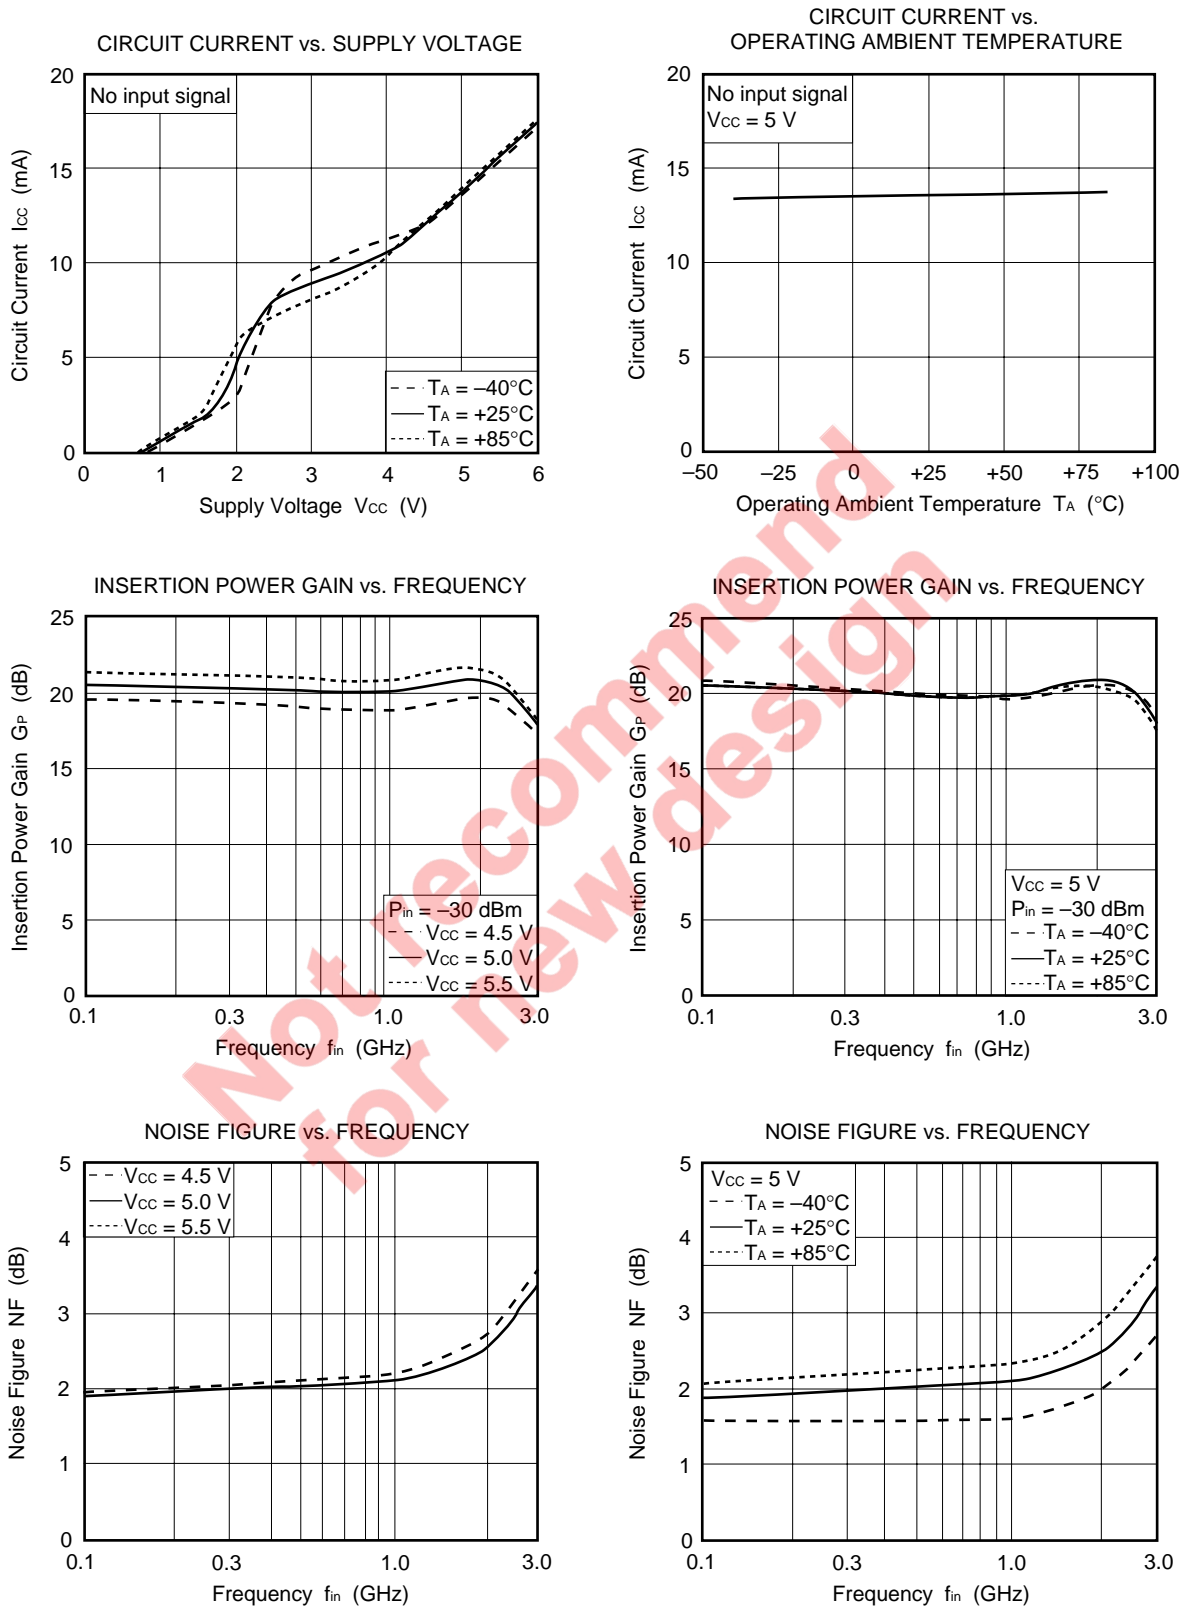 CIRCUIT CURRENT vs. SUPPLY VOLTAGE
20
15
10
5
0
Circuit Current ICC (mA)
No input signal
TA = –40°C
TA = +25°C
TA = +85°C
0 1 2 3 4 5 6
Supply Voltage VCC (V)
CIRCUIT CURRENT vs.
OPERATING AMBIENT TEMPERATURE
20
15
10
5
0
Circuit Current ICC (mA)
No input signal
VCC = 5 V
–50 –25 0 +25 +50 +75 +100
Operating Ambient Temperature TA (°C)
INSERTION POWER GAIN vs. FREQUENCY
25
20
15
10
5
0
Insertion Power Gain GP (dB)
Pin = –30 dBm
VCC = 4.5 V
VCC = 5.0 V
VCC = 5.5 V
0.1 0.3 1.0 3.0
Frequency fin (GHz)
INSERTION POWER GAIN vs. FREQUENCY
25
20
15
10
5
0
Insertion Power Gain GP (dB)
VCC = 5 V
Pin = –30 dBm
TA = –40°C
TA = +25°C
TA = +85°C
0.1 0.3 1.0 3.0
Frequency fin (GHz)
NOISE FIGURE vs. FREQUENCY
5
4
3
2
1
0
Noise Figure NF (dB)
VCC = 4.5 V
VCC = 5.0 V
VCC = 5.5 V
0.1 0.3 1.0 3.0
Frequency fin (GHz)
NOISE FIGURE vs. FREQUENCY
5
4
3
2
1
0
Noise Figure NF (dB)
VCC = 5 V
TA = –40°C
TA = +25°C
TA = +85°C
0.1 0.3 1.0 3.0
Frequency fin (GHz)
Not recommend
for new design